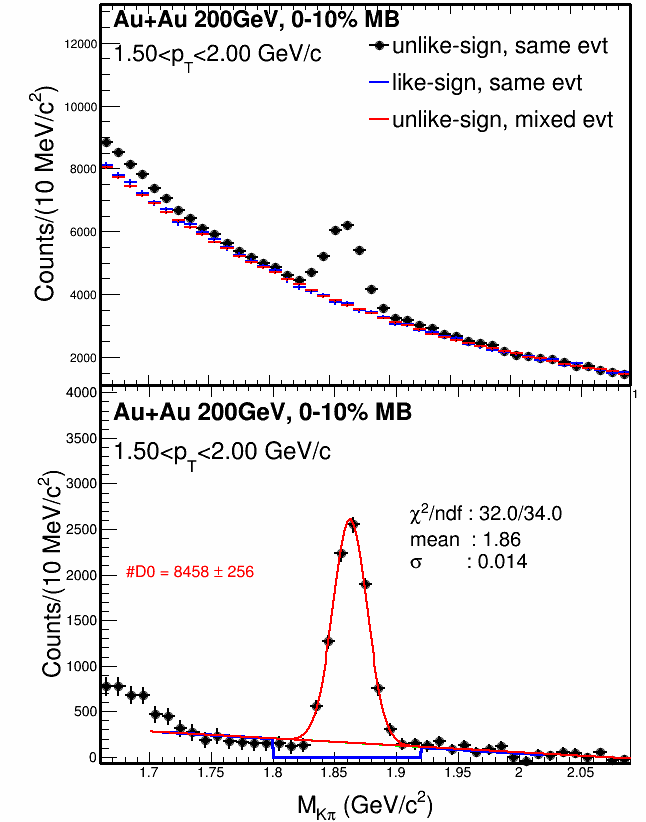 Au+Au 200GeV, 0-10% MB
1.50<p_T<2.00 GeV/c
unlike-sign, same evt
like-sign, same evt
unlike-sign, mixed evt
Counts/(10 MeV/c²)
12000
10000
8000
6000
4000
2000
1
Au+Au 200GeV, 0-10% MB
1.50<p_T<2.00 GeV/c
χ²/ndf : 32.0/34.0
mean : 1.86
σ : 0.014
#D0 = 8458 ± 256
Counts/(10 MeV/c²)
4000
3500
3000
2500
2000
1500
1000
500
0
1.7 1.75 1.8 1.85 1.9 1.95 2 2.05
M_Kπ (GeV/c²)